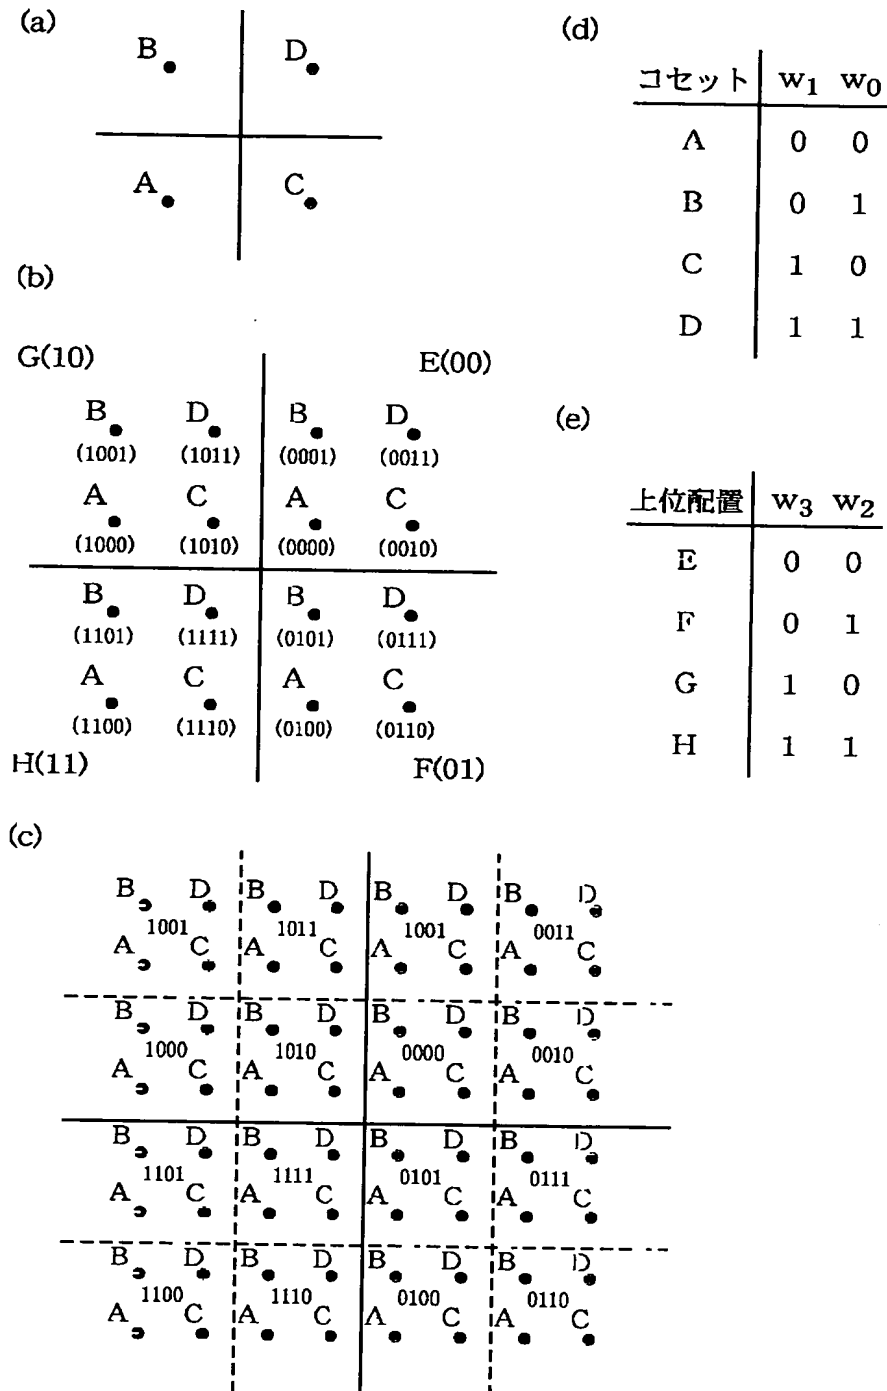 (a)
B D
A C
(b)
G(10) E(00)
B D B D
(1001) (1011) (0001) (0011)
A C A C
(1000) (1010) (0000) (0010)
B D B D
(1101) (1111) (0101) (0111)
A C A C
(1100) (1110) (0100) (0110)
H(11) F(01)
(c)
B D B D B D B D
1001 1011 1001 0011
A C A C A C A C
B D B D B D B D
1000 1010 0000 0010
A C A C A C A C
B D B D B D B D
1101 1111 0101 0111
A C A C A C A C
B D B D B D B D
1100 1110 0100 0110
A C A C A C A C
(d)
コセット w1 w0
A 0 0
B 0 1
C 1 0
D 1 1
(e)
上位配置 w3 w2
E 0 0
F 0 1
G 1 0
H 1 1